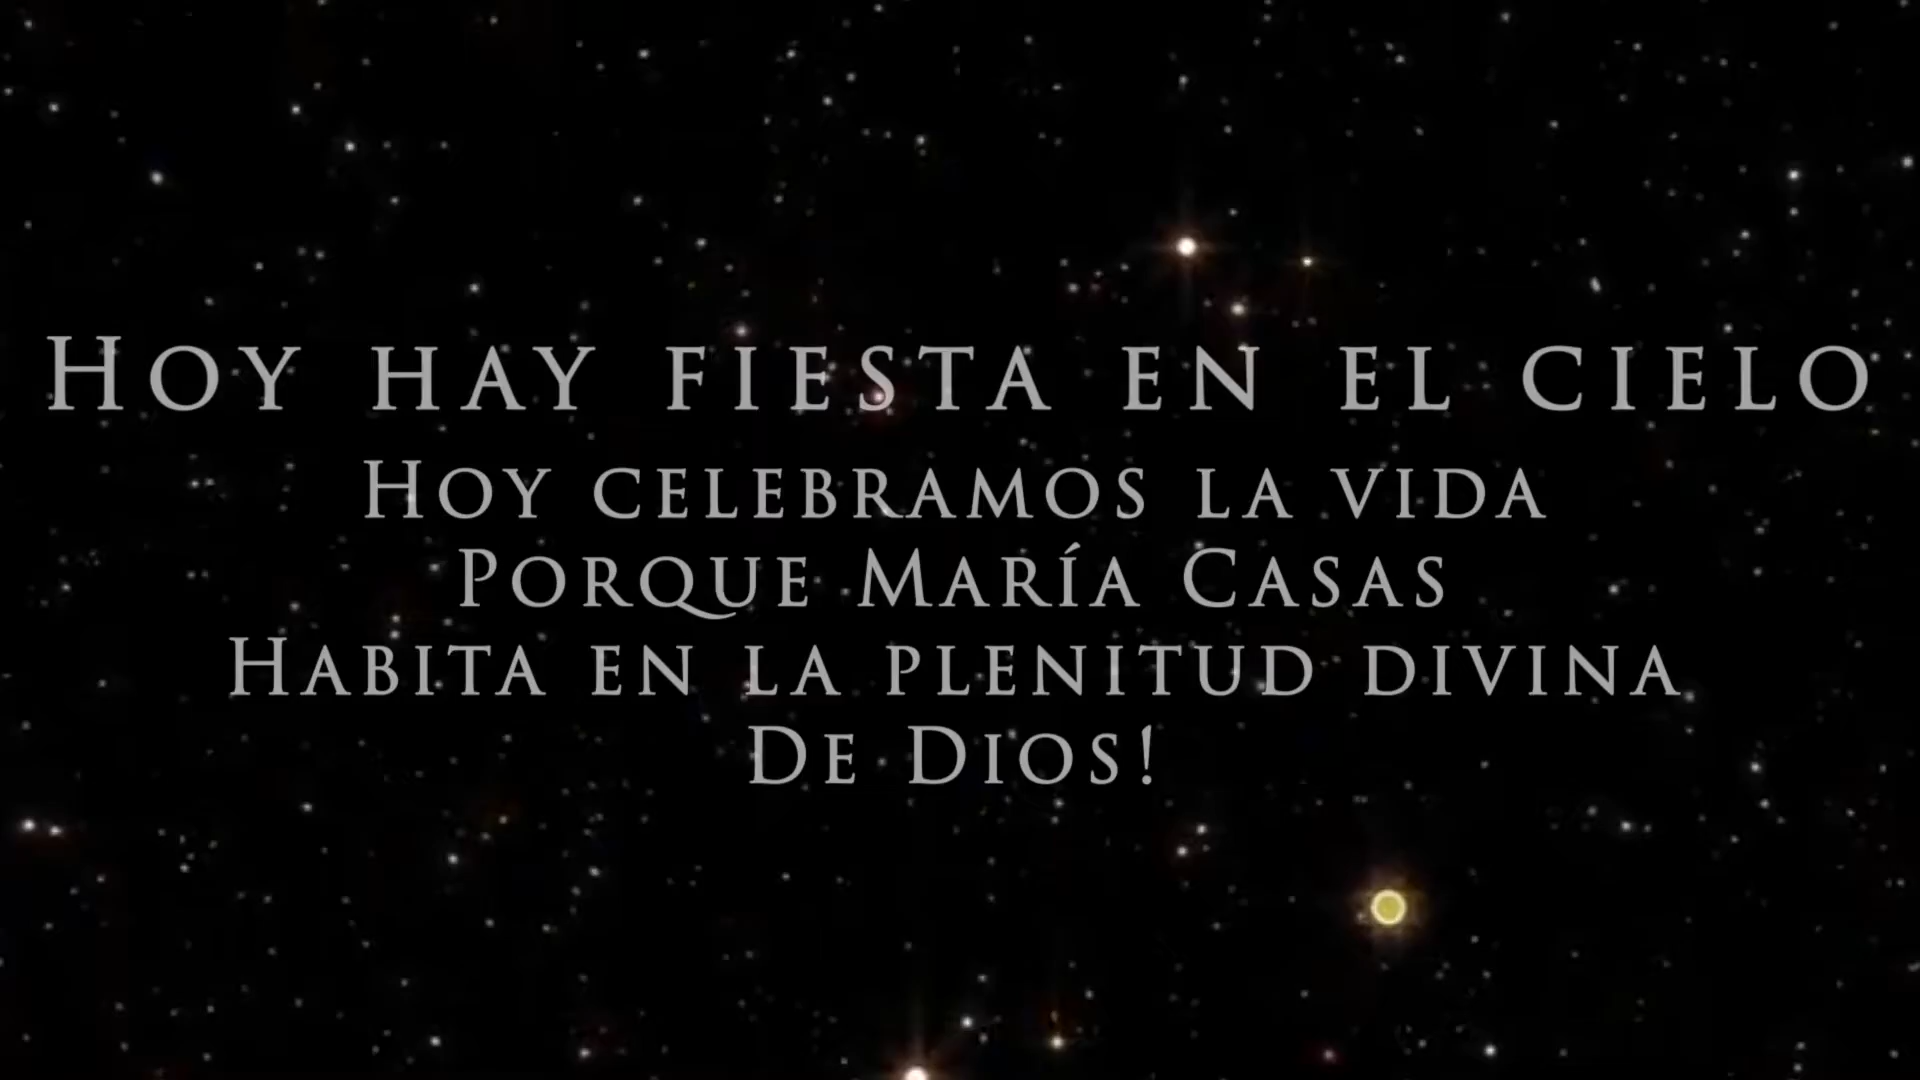 Hoy hay fiesta en el cielo
Hoy celebramos la vida
Porque María Casas
Habita en la plenitud divina
De Dios!